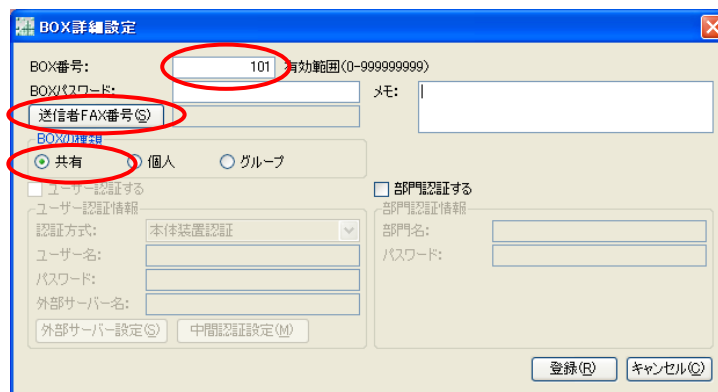 BOX詳細設定
BOX番号: 101 有効範囲(0-999999999)
BOXパスワード: メモ:
送信者FAX番号(S)
BOXの種類
共有 個人 グループ
ユーザー認証する 部門認証する
ユーザー認証情報 部門認証情報
認証方式: 本体装置認証 部門名:
ユーザー名: パスワード:
パスワード:
外部サーバー名:
外部サーバー設定(S) 中間認証設定(M)
登録(R) キャンセル(C)